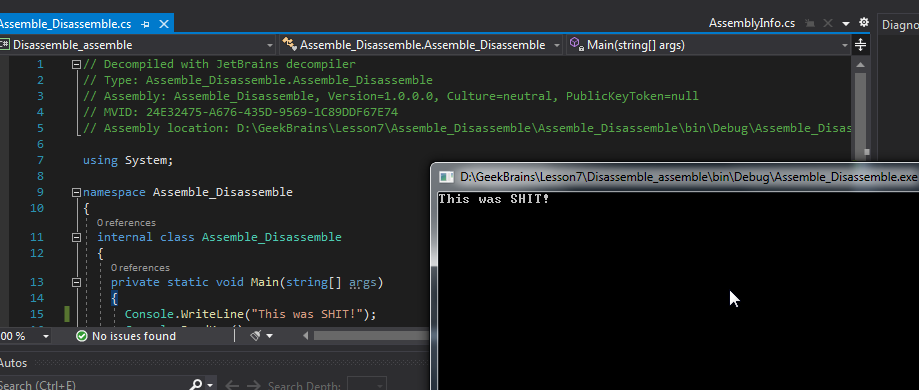 Assemble_Disassemble.cs
AssemblyInfo.cs
Diagno
C# Disassemble_assemble
Assemble_Disassemble.Assemble_Disassemble
Main(string[] args)
1 // Decompiled with JetBrains decompiler
2 // Type: Assemble_Disassemble.Assemble_Disassemble
3 // Assembly: Assemble_Disassemble, Version=1.0.0.0, Culture=neutral, PublicKeyToken=null
4 // MVID: 24E32475-A676-435D-9569-1C89DDF67E74
5 // Assembly location: D:\GeekBrains\Lesson7\Assemble_Disassemble\Assemble_Disassemble\bin\Debug\Assemble_Disas
6
7 using System;
8
9 namespace Assemble_Disassemble
10 {
0 references
11 internal class Assemble_Disassemble
12 {
0 references
13 private static void Main(string[] args)
14 {
15 Console.WriteLine("This was SHIT!");
00 %
No issues found
Autos
Search (Ctrl+E)
Search Depth:
D:\GeekBrains\Lesson7\Disassemble_assemble\bin\Debug\Assemble_Disassemble.exe
This was SHIT!